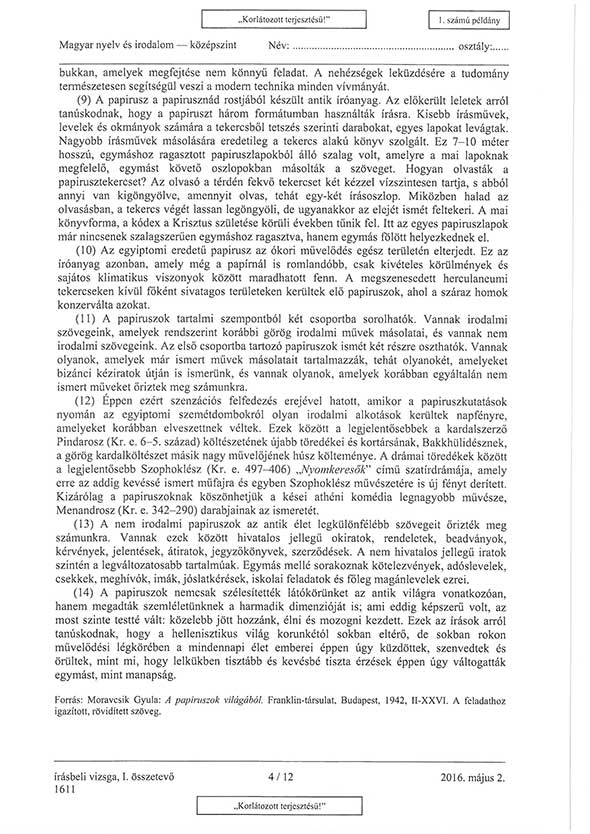 „Korlátozott terjesztésű!"
1. számú példány
Magyar nyelv és irodalom — középszint Név: ........................................................... osztály:......
bukkan, amelyek megfejtése nem könnyű feladat. A nehézségek leküzdésére a tudomány
természetesen segítségül veszi a modern technika minden vívmányát.
(9) A papirusz a papirusznád rostjából készült antik íróanyag. Az előkerült leletek arról
tanúskodnak, hogy a papiruszt három formátumban használták írásra. Kisebb írásművek,
levelek és okmányok számára a tekercsből tetszés szerinti darabokat, egyes lapokat levágtak.
Nagyobb írásművek másolására eredetileg a tekercs alakú könyv szolgált. Ez 7–10 méter
hosszú, egymáshoz ragasztott papiruszlapokból álló szalag volt, amelyre a mai lapoknak
megfelelő, egymást követő oszlopokban másolták a szöveget. Hogyan olvasták a
papirusztekercset? Az olvasó a térdén fekvő tekercset két kézzel vízszintesen tartja, s abból
annyi van kigöngyölve, amennyit olvas, tehát egy-két írásoszlop. Miközben halad az
olvasásban, a tekercs végét lassan legöngyöli, de ugyanakkor az elejét ismét feltekeri. A mai
könyvforma, a kódex a Krisztus születése körüli években tűnik fel. Itt az egyes papiruszlapok
már nincsenek szalagszerűen egymáshoz ragasztva, hanem egymás fölött helyezkednek el.
(10) Az egyiptomi eredetű papirusz az ókori művelődés egész területén elterjedt. Ez az
íróanyag azonban, amely még a papírnál is romlandóbb, csak kivételes körülmények és
sajátos klimatikus viszonyok között maradhatott fenn. A megszenesedett herculaneumi
tekercseken kívül főként sivatagos területeken kerültek elő papiruszok, ahol a száraz homok
konzerválta azokat.
(11) A papiruszok tartalmi szempontból két csoportba sorolhatók. Vannak irodalmi
szövegeink, amelyek rendszerint korábbi görög irodalmi művek másolatai, és vannak nem
irodalmi szövegeink. Az első csoportba tartozó papiruszok ismét két részre oszthatók. Vannak
olyanok, amelyek már ismert művek másolatait tartalmazzák, tehát olyanokét, amelyeket
bizánci kéziratok útján is ismerünk, és vannak olyanok, amelyek korábban egyáltalán nem
ismert műveket őriztek meg számunkra.
(12) Éppen ezért szenzációs felfedezés erejével hatott, amikor a papiruszkutatások
nyomán az egyiptomi szemétdombokról olyan irodalmi alkotások kerültek napfényre,
amelyeket korábban elveszettnek véltek. Ezek között a legjelentősebbek a kardalszerző
Pindarosz (Kr. e. 6–5. század) költészetének újabb töredékei és kortársának, Bakkhülidésznek,
a görög kardalköltészet másik nagy művelőjének húsz költeménye. A drámai töredékek között
a legjelentősebb Szophoklész (Kr. e. 497–406) „Nyomkeresők" című szatírdrámája, amely
erre az addig kevéssé ismert műfajra és egyben Szophoklész művészetére is új fényt derített.
Kizárólag a papiruszoknak köszönhetjük a kései athéni komédia legnagyobb művésze,
Menandrosz (Kr. e. 342–290) darabjainak az ismeretét.
(13) A nem irodalmi papiruszok az antik élet legkülönfélébb szövegeit őrizték meg
számunkra. Vannak ezek között hivatalos jellegű okiratok, rendeletek, beadványok,
kérvények, jelentések, átiratok, jegyzőkönyvek, szerződések. A nem hivatalos jellegű iratok
szintén a legváltozatosabb tartalmúak. Egymás mellé sorakoznak kötelezvények, adóslevelek,
csekkek, meghívók, imák, jóslatkérések, iskolai feladatok és főleg magánlevelek ezrei.
(14) A papiruszok nemcsak szélesítették látókörünket az antik világra vonatkozóan,
hanem megadták szemléletünknek a harmadik dimenzióját is; ami eddig képszerű volt, az
most szinte testté vált: közelebb jött hozzánk, élni és mozogni kezdett. Ezek az írások arról
tanúskodnak, hogy a hellenisztikus világ korunkétól sokban eltérő, de sokban rokon
művelődési légkörében a mindennapi élet emberei éppen úgy küzdöttek, szenvedtek és
örültek, mint mi, hogy lelkükben tisztább és kevésbé tiszta érzések éppen úgy váltogatták
egymást, mint manapság.
Forrás: Moravcsik Gyula: A papiruszok világából. Franklin-társulat, Budapest, 1942, II-XXVI. A feladathoz
igazított, rövidített szöveg.
írásbeli vizsga, I. összetevő 4 / 12 2016. május 2.
1611
„Korlátozott terjesztésű!"